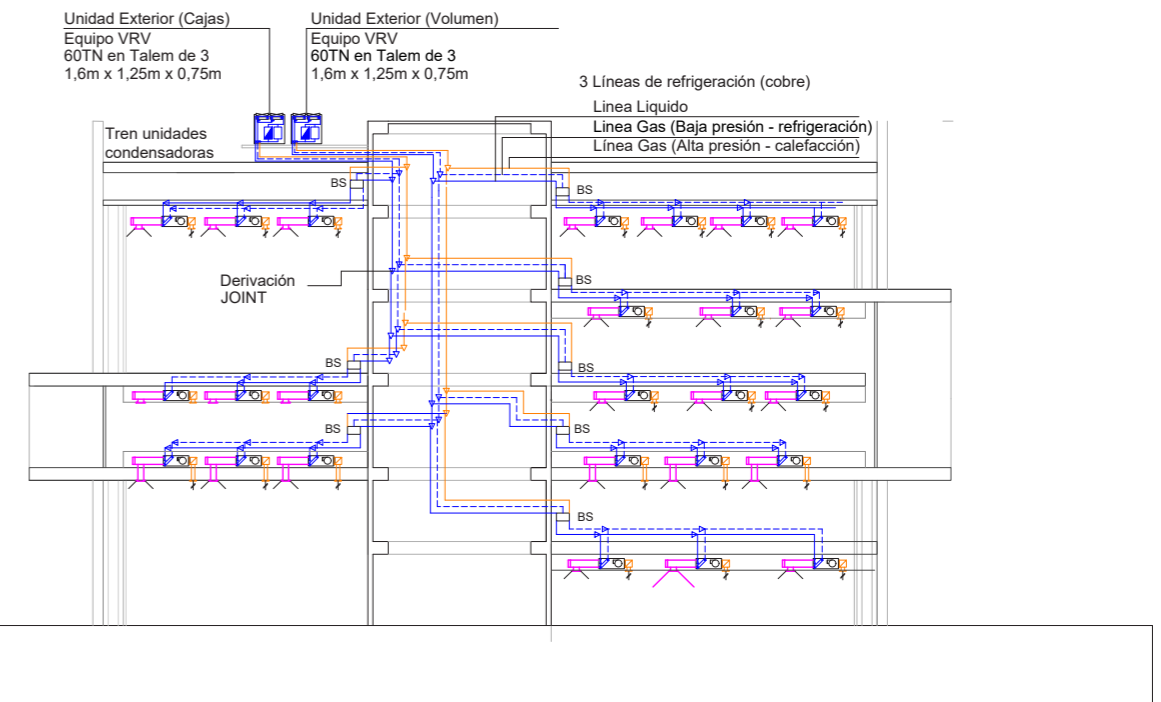 Unidad Exterior (Cajas)
Equipo VRV
60TN en Talem de 3
1,6m x 1,25m x 0,75m
Unidad Exterior (Volumen)
Equipo VRV
60TN en Talem de 3
1,6m x 1,25m x 0,75m
3 Líneas de refrigeración (cobre)
Linea Liquido
Linea Gas (Baja presión - refrigeración)
Línea Gas (Alta presión - calefacción)
Tren unidades
condensadoras
BS
BS
Derivación
JOINT
BS
BS
BS
BS
BS
BS